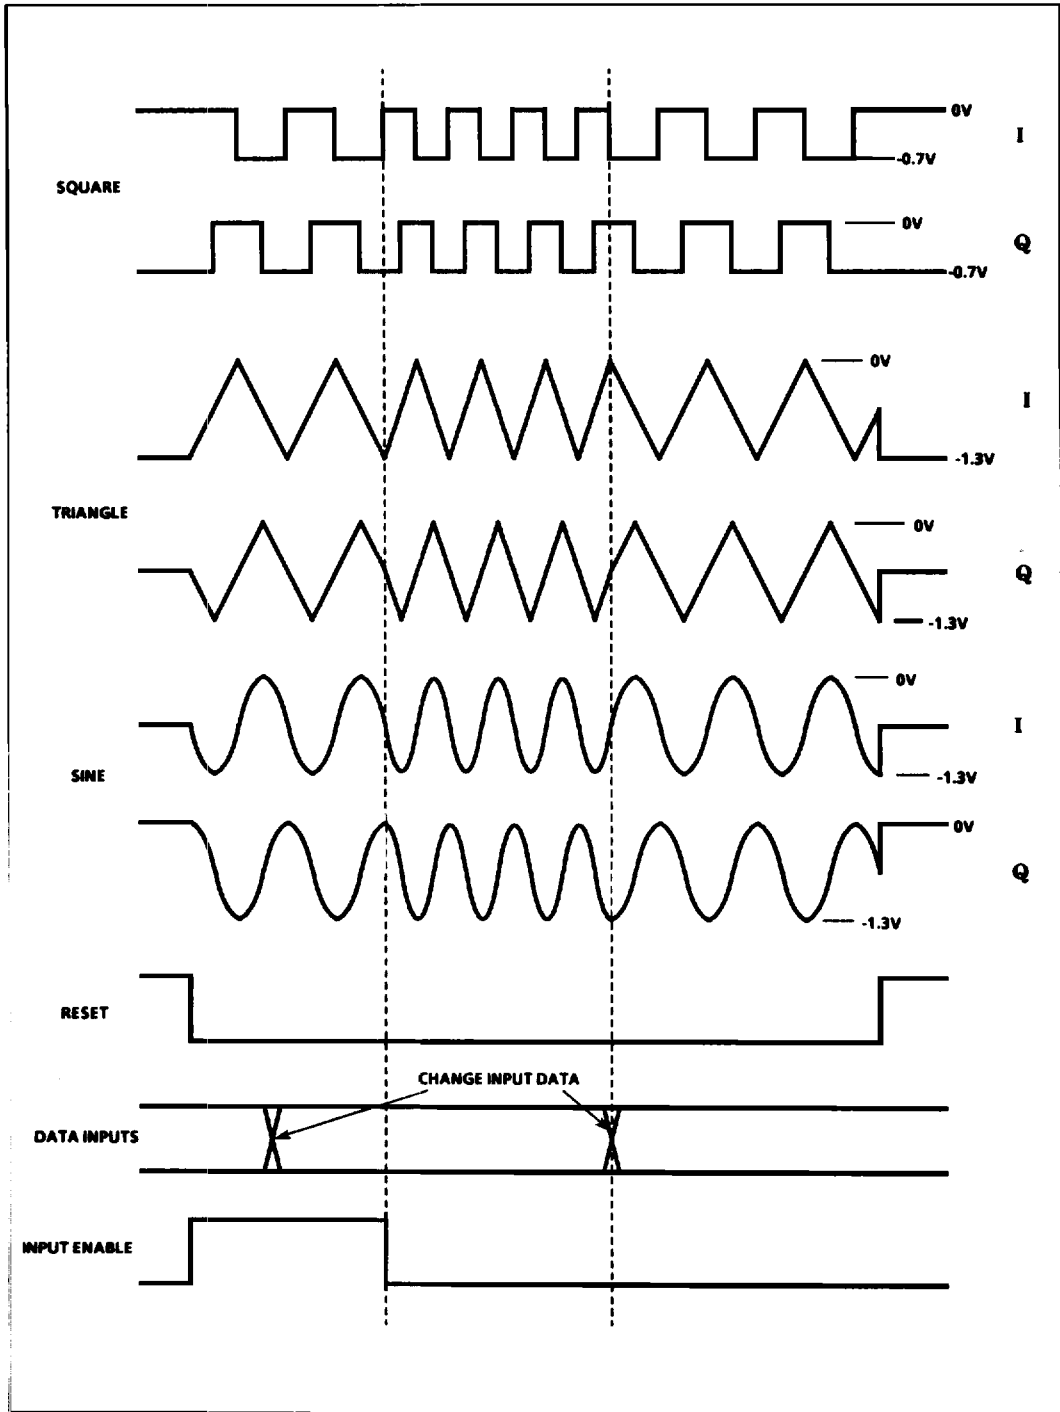 0V
I
-0.7V
SQUARE
0V
Q
-0.7V
0V
I
-1.3V
TRIANGLE
0V
Q
-1.3V
0V
I
SINE
-1.3V
0V
Q
-1.3V
RESET
CHANGE INPUT DATA
DATA INPUTS
INPUT ENABLE